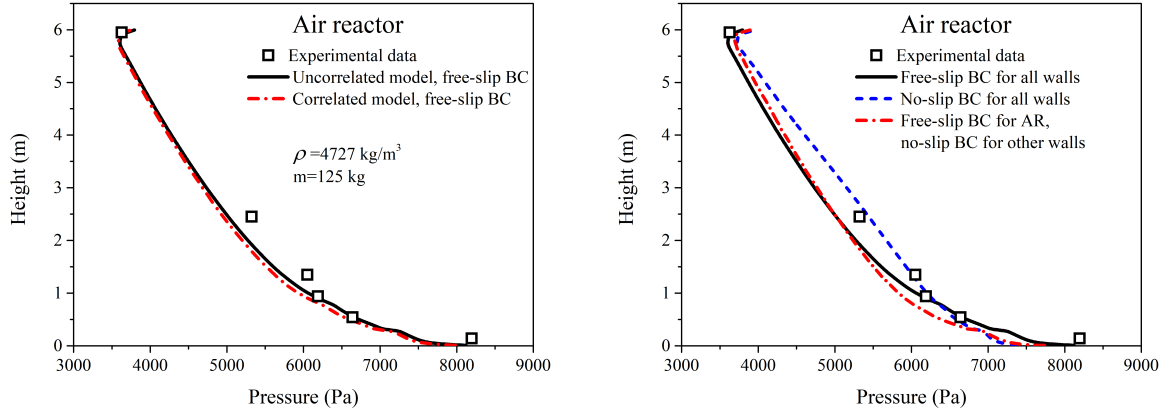 Air reactor
Experimental data
Uncorrelated model, free-slip BC
Correlated model, free-slip BC
ρ =4727 kg/m³
m=125 kg
Height (m)
6
5
4
3
2
1
0
3000 4000 5000 6000 7000 8000 9000
Pressure (Pa)
Air reactor
Experimental data
Free-slip BC for all walls
No-slip BC for all walls
Free-slip BC for AR,
no-slip BC for other walls
Height (m)
6
5
4
3
2
1
0
3000 4000 5000 6000 7000 8000 9000
Pressure (Pa)